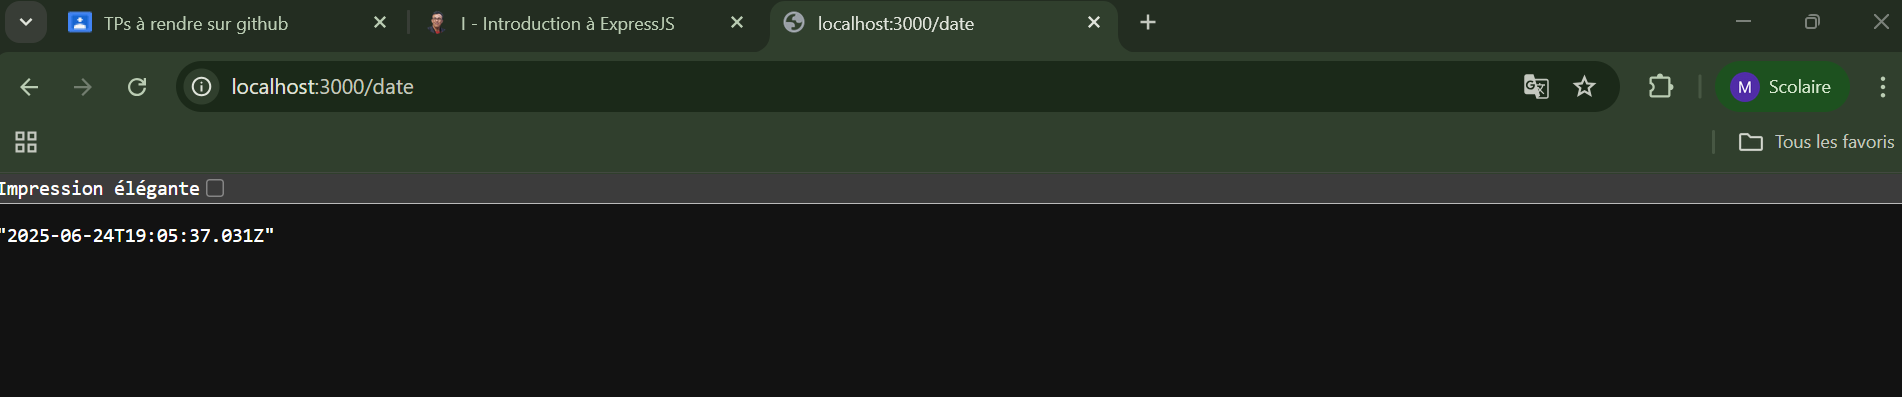 TPs à rendre sur github
I - Introduction à ExpressJS
localhost:3000/date
localhost:3000/date
M Scolaire
Tous les favoris
Impression élégante
"2025-06-24T19:05:37.031Z"